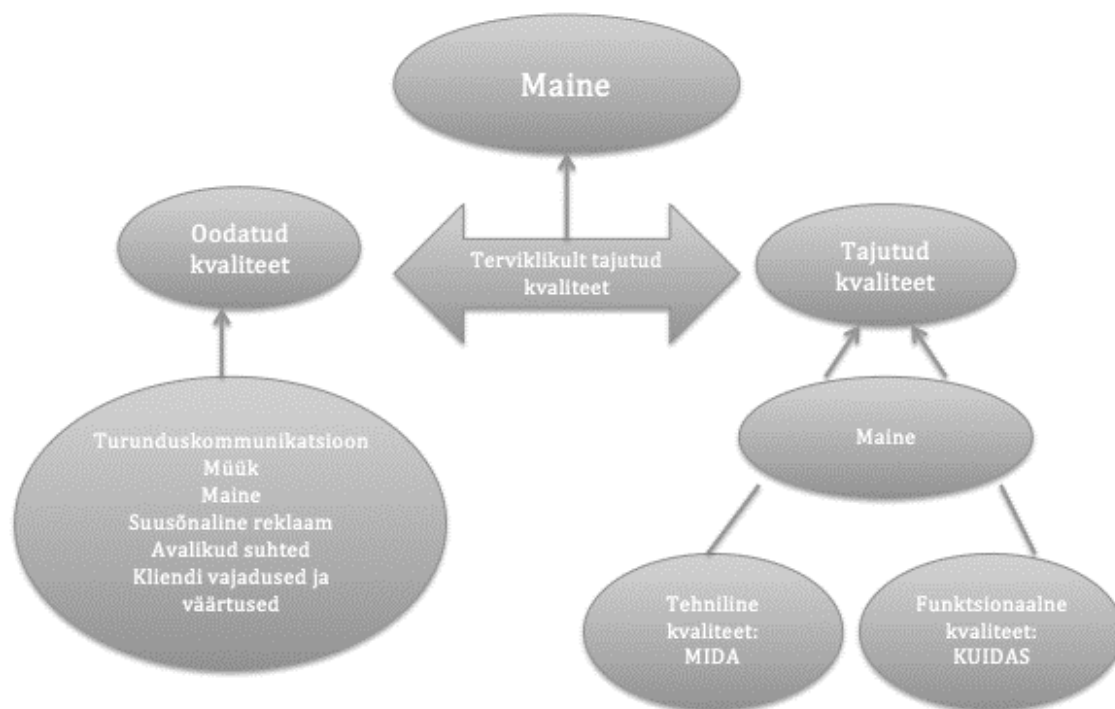 Maine
Oodatud
kvaliteet
Terviklikult tajutud
kvaliteet
Tajutud
kvaliteet
Turunduskommunikatsioon
Müük
Maine
Suusõnaline reklaam
Avalikud suhted
Kliendi vajadused ja
väärtused
Maine
Tehniline
kvaliteet:
MIDA
Funktsionaalne
kvaliteet:
KUIDAS